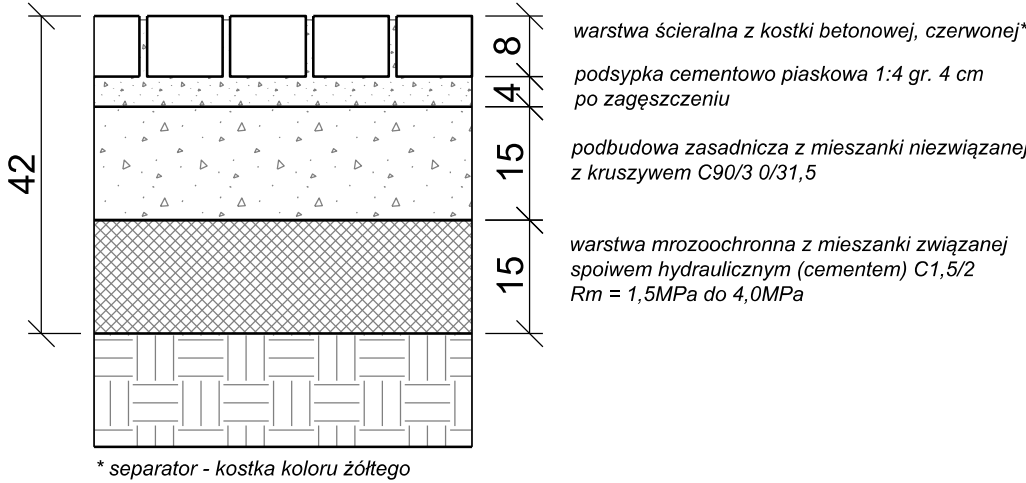 warstwa ścieralna z kostki betonowej, czerwonej*
8
podsypka cementowo piaskowa 1:4 gr. 4 cm
po zagęszczeniu
4
42
podbudowa zasadnicza z mieszanki niezwiązanej
z kruszywem C90/3 0/31,5
15
warstwa mrozoochronna z mieszanki związanej
spoiwem hydraulicznym (cementem) C1,5/2
Rm = 1,5MPa do 4,0MPa
15
* separator - kostka koloru żółtego